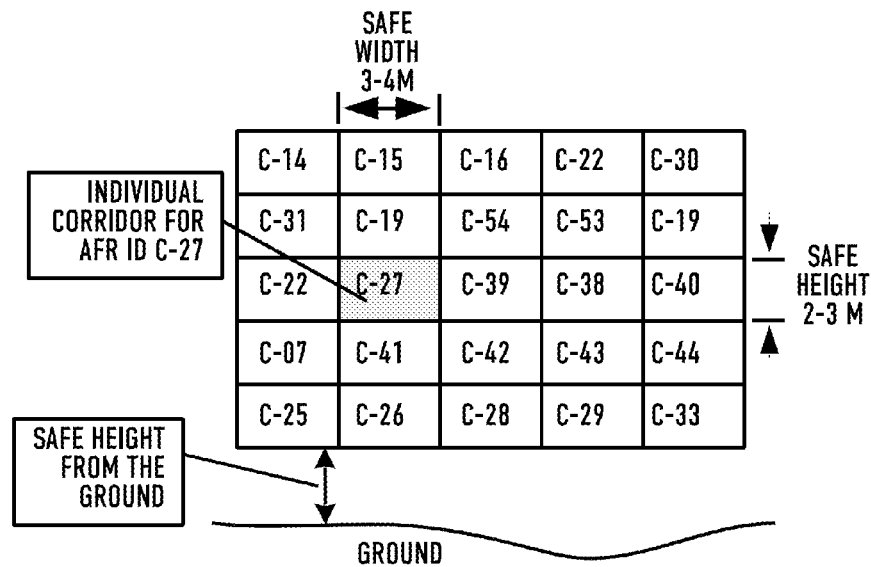 SAFE
WIDTH
3-4M
C-14 C-15 C-16 C-22 C-30
INDIVIDUAL
CORRIDOR FOR
AFR ID C-27
C-31 C-19 C-54 C-53 C-19
C-22 C-27 C-39 C-38 C-40
SAFE
HEIGHT
2-3 M
C-07 C-41 C-42 C-43 C-44
C-25 C-26 C-28 C-29 C-33
SAFE HEIGHT
FROM THE
GROUND
GROUND